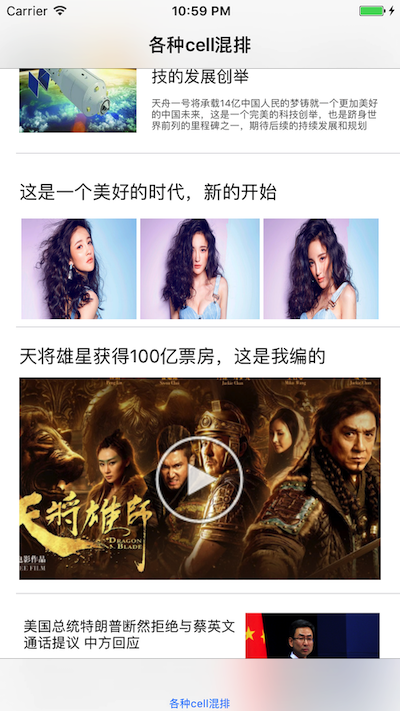 Carrier 10:59 PM
各种cell混排
技的发展创举
天舟一号将承载14亿中国人民的梦铸就一个更加美好
的中国未来，这是一个完美的科技创举，也是跻身世
界前列的里程碑之一，期待后续的持续发展和规划
这是一个美好的时代，新的开始
天将雄星获得100亿票房，这是我编的
天将雄師
DRAGON
BLADE
电影作品
EE FILM
美国总统特朗普断然拒绝与蔡英文
通话提议 中方回应
各种cell混排